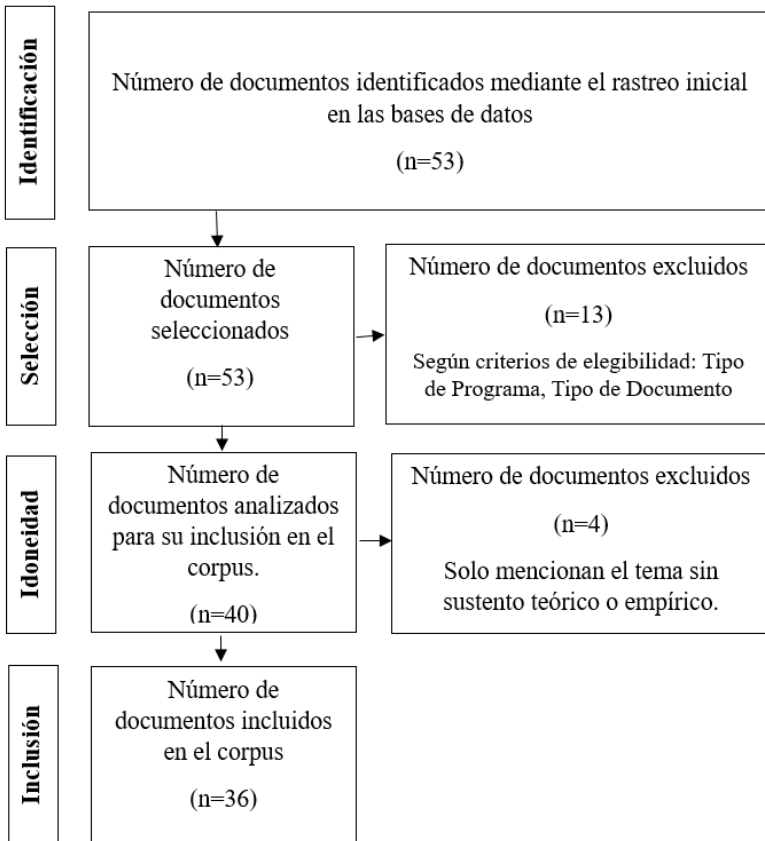 Identificación
Número de documentos identificados mediante el rastreo inicial
en las bases de datos
(n=53)
Selección
Número de
documentos
seleccionados
(n=53)
Número de documentos excluidos
(n=13)
Según criterios de elegibilidad: Tipo
de Programa, Tipo de Documento
Idoneidad
Número de
documentos analizados
para su inclusión en el
corpus.
(n=40)
Número de documentos excluidos
(n=4)
Solo mencionan el tema sin
sustento teórico o empírico.
Inclusión
Número de
documentos incluidos
en el corpus
(n=36)